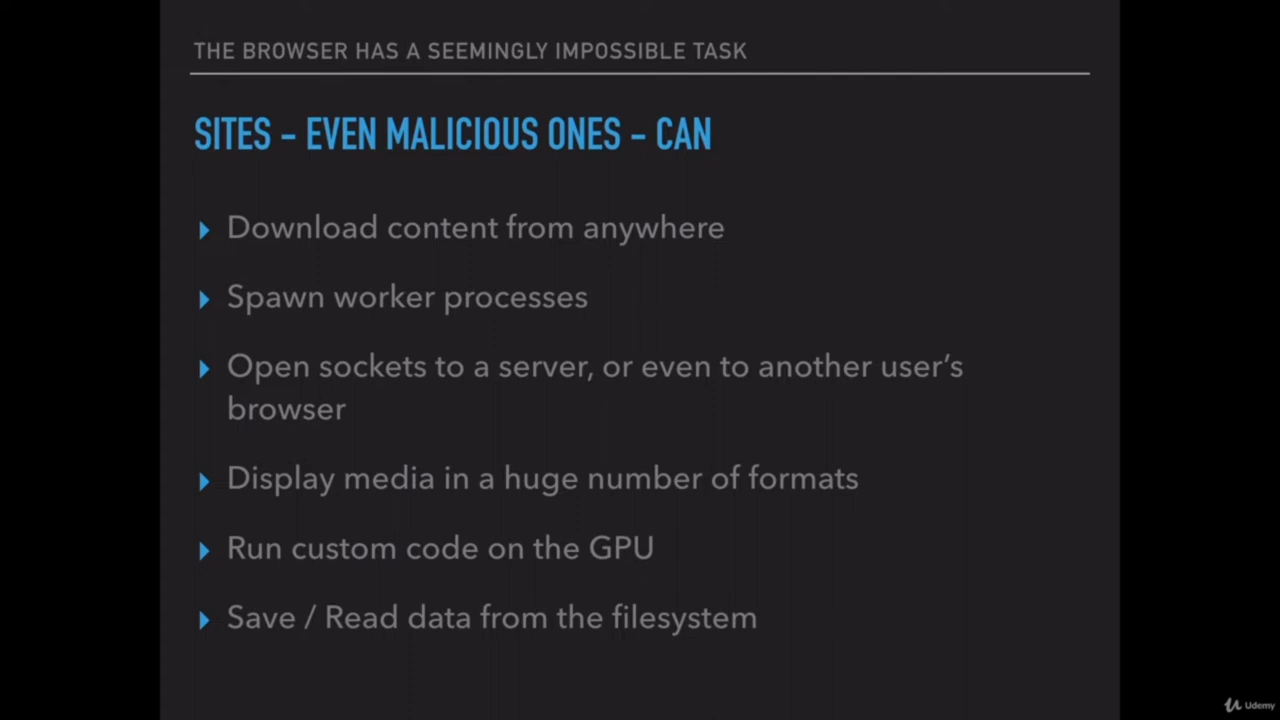 THE BROWSER HAS A SEEMINGLY IMPOSSIBLE TASK
SITES - EVEN MALICIOUS ONES - CAN
Download content from anywhere
Spawn worker processes
Open sockets to a server, or even to another user’s
browser
Display media in a huge number of formats
Run custom code on the GPU
Save / Read data from the filesystem
Udemy